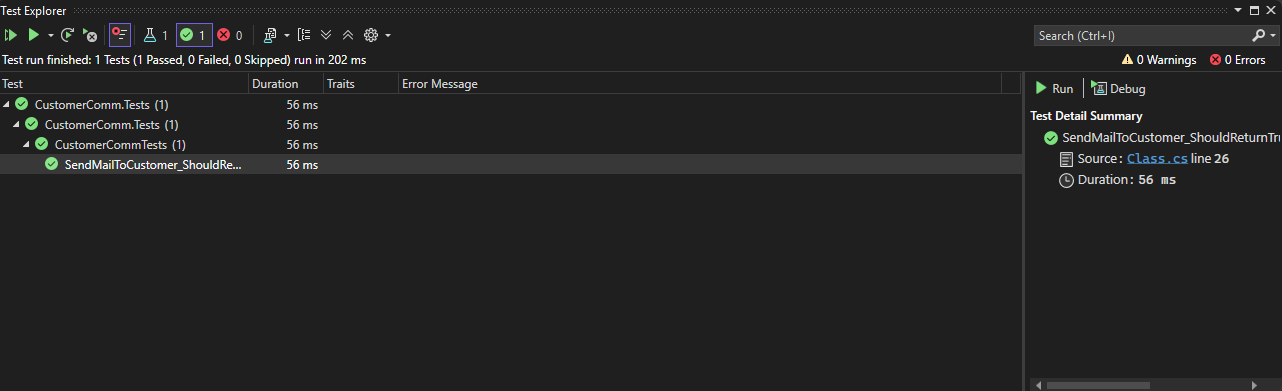 Test Explorer
1 1 0
Search (Ctrl+I)
Test run finished: 1 Tests (1 Passed, 0 Failed, 0 Skipped) run in 202 ms
0 Warnings 0 Errors
Test Duration Traits Error Message
CustomerComm.Tests (1) 56 ms
CustomerComm.Tests (1) 56 ms
CustomerCommTests (1) 56 ms
SendMailToCustomer_ShouldRe... 56 ms
Run Debug
Test Detail Summary
SendMailToCustomer_ShouldReturnTru
Source: Class.cs line 26
Duration: 56 ms